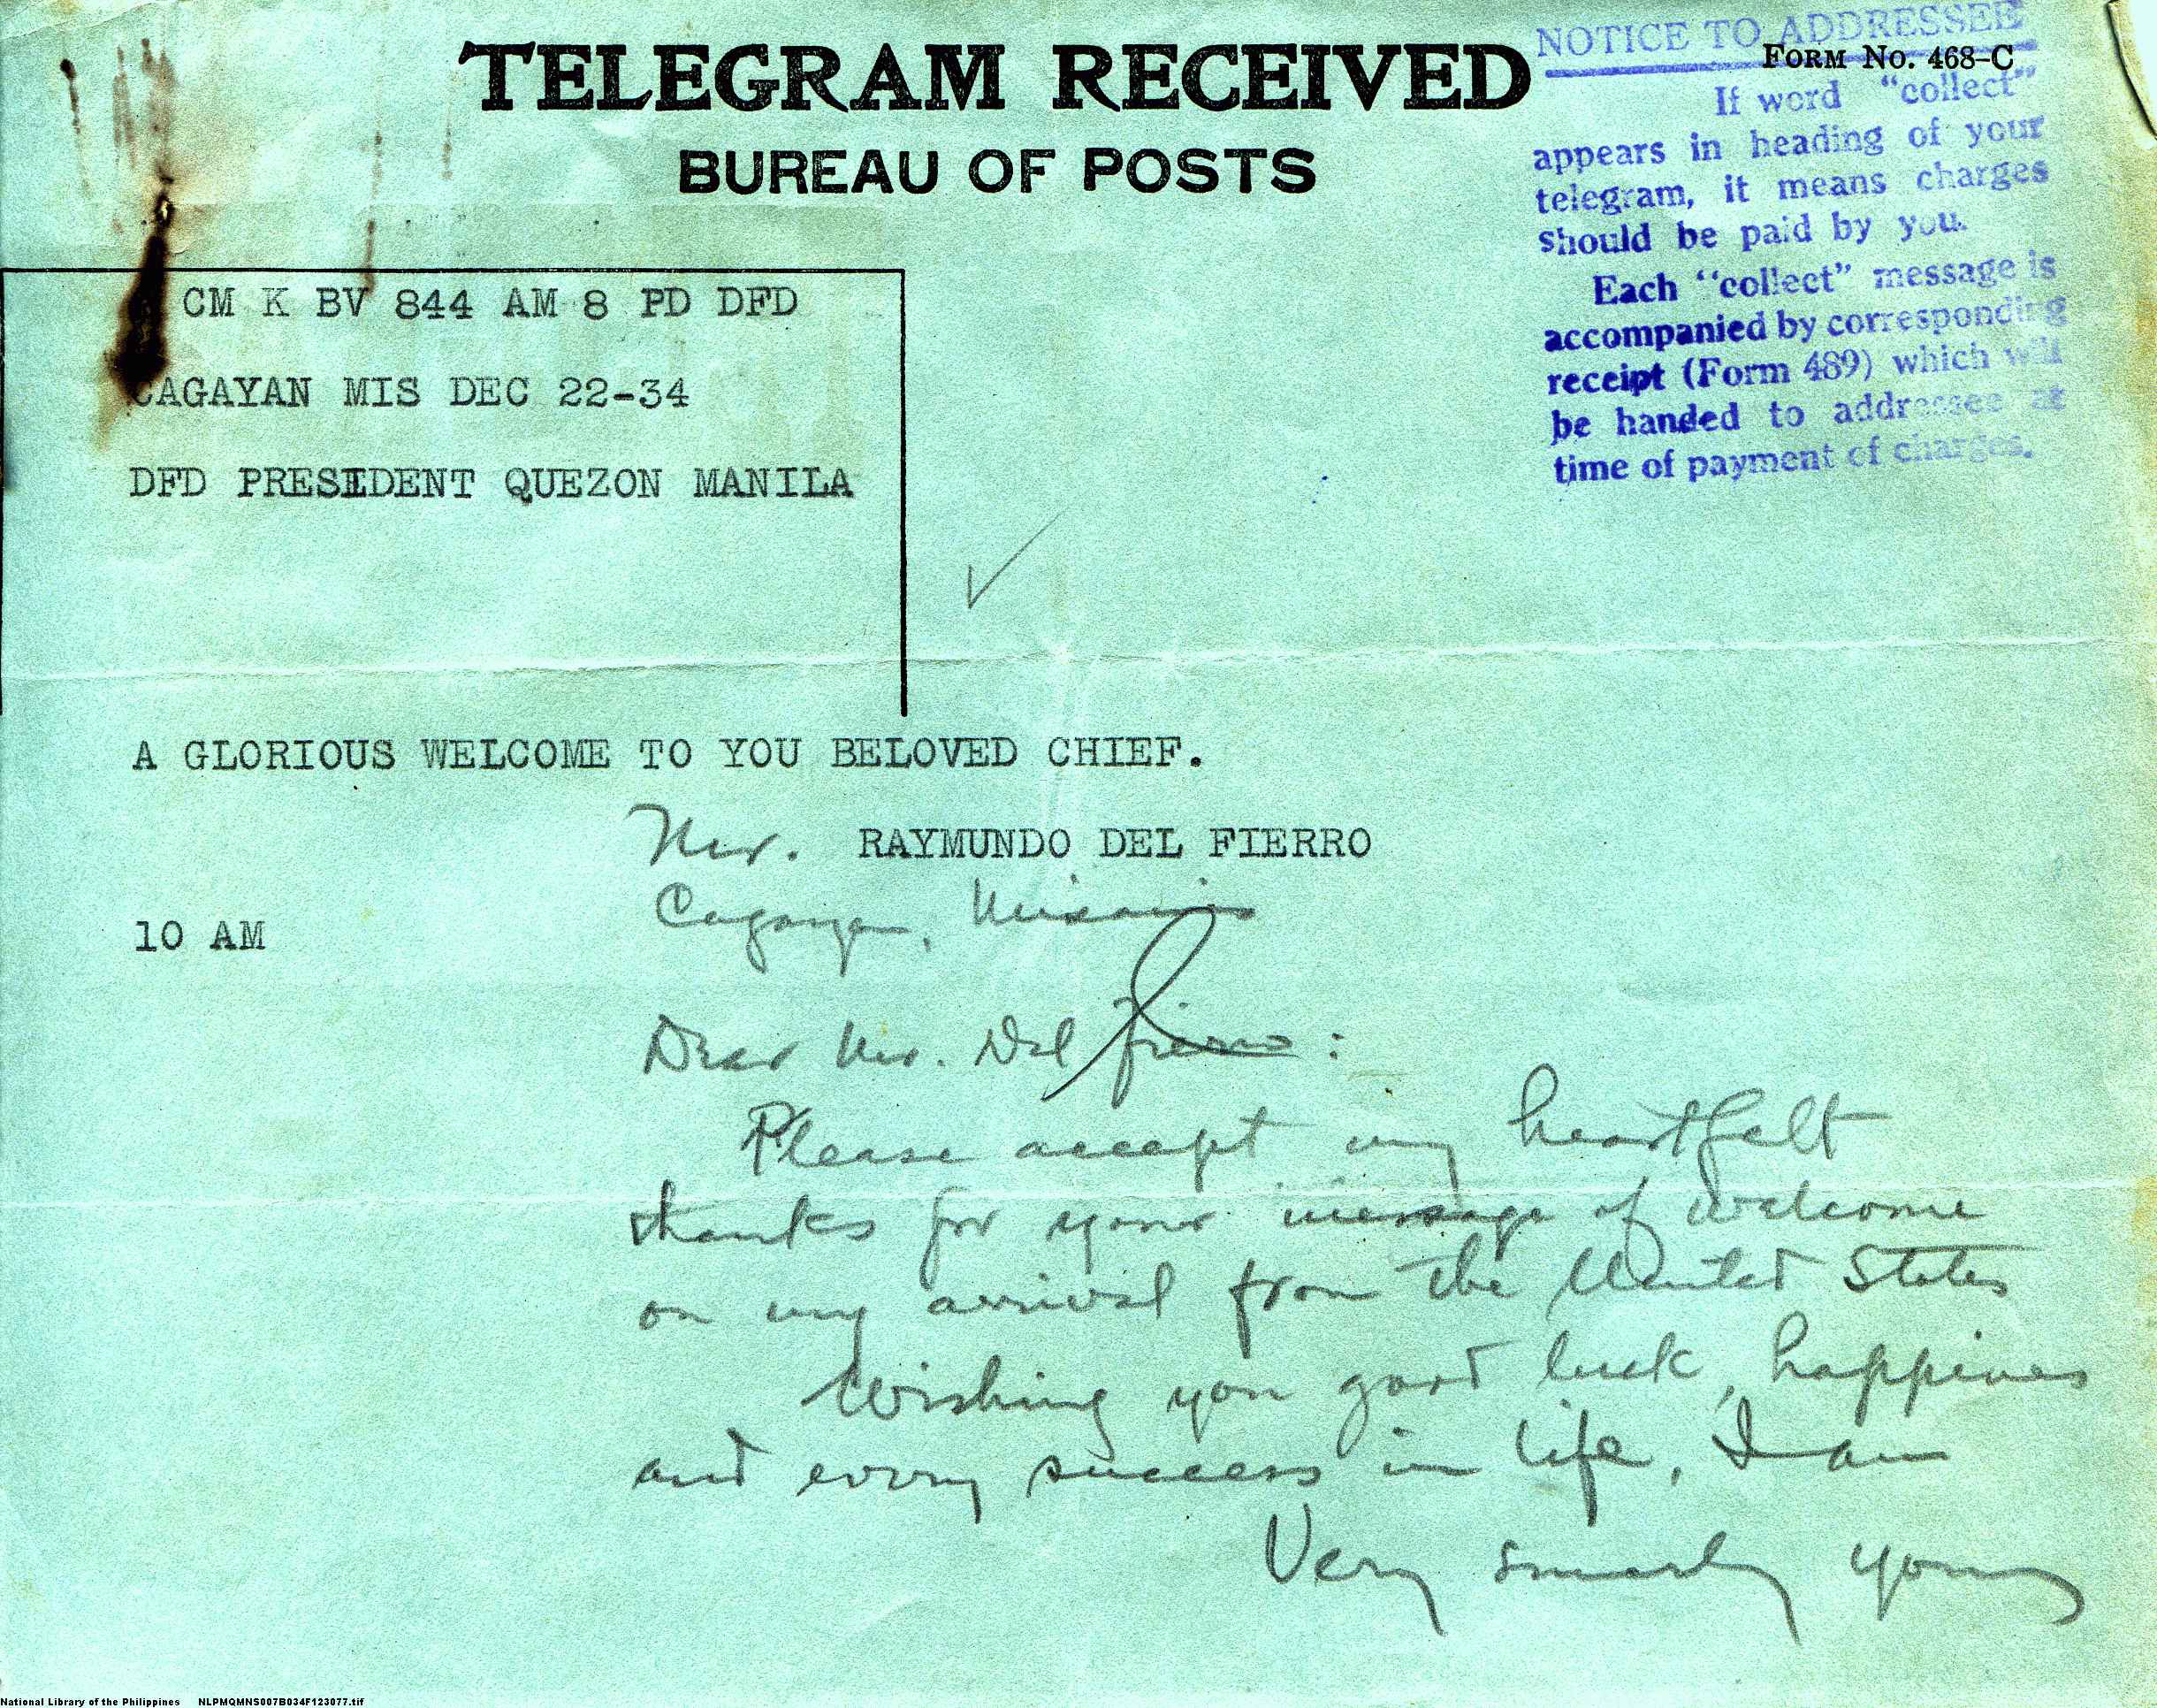 TELEGRAM RECEIVED
BUREAU OF POSTS
FORM NO. 468-C
NOTICE TO ADDRESSEE
If word "collect"
appears in heading of your
telegram, it means charges
should be paid by you.
Each "collect" message is
accompanied by corresponding
receipt (Form 489) which will
be handed to addressee at
time of payment of charges.
CM K BV 844 AM 8 PD DFD
CAGAYAN MIS DEC 22-34
DFD PRESIDENT QUEZON MANILA
A GLORIOUS WELCOME TO YOU BELOVED CHIEF.
Mr. RAYMUNDO DEL FIERRO
Cagayan, Misamis
10 AM
Dear Mr. Del Fierro:
Please accept my heartfelt
thanks for your message of welcome
on my arrival from the United States
Wishing you good luck, happines
and every success in life, I am
Very sincerely yours
National Library of the Philippines NLPMQMNS007B034F123077.tif